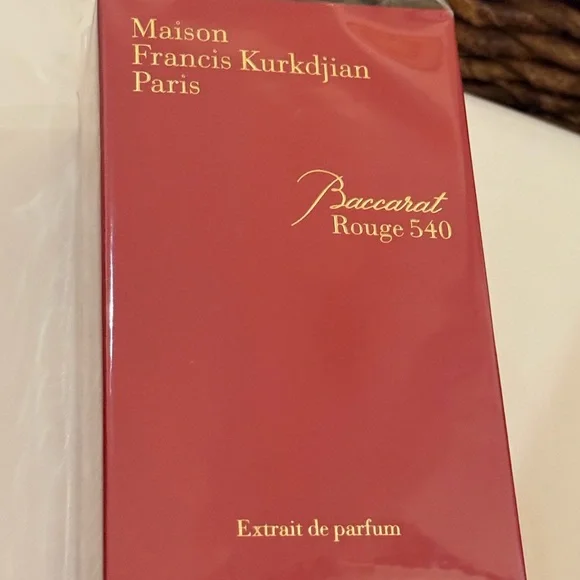 Maison
Francis Kurkdjian
Paris
Baccarat
Rouge 540
Extrait de parfum